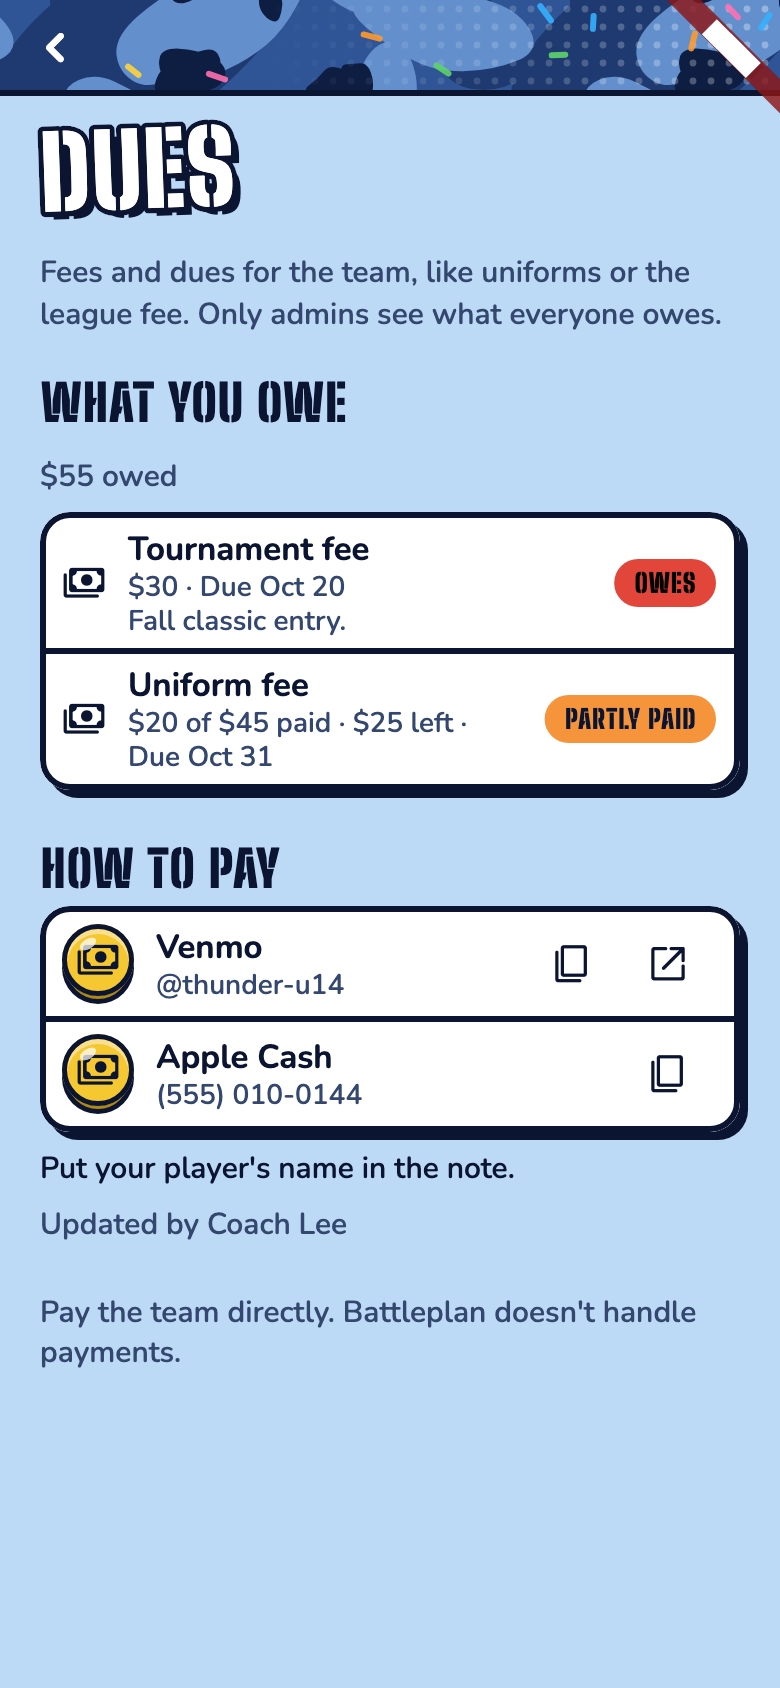 DUES
Fees and dues for the team, like uniforms or the
league fee. Only admins see what everyone owes.
WHAT YOU OWE
$55 owed
Tournament fee
$30 · Due Oct 20
Fall classic entry.
OWES
Uniform fee
$20 of $45 paid · $25 left ·
Due Oct 31
PARTLY PAID
HOW TO PAY
Venmo
@thunder-u14
Apple Cash
(555) 010-0144
Put your player's name in the note.
Updated by Coach Lee
Pay the team directly. Battleplan doesn't handle
payments.